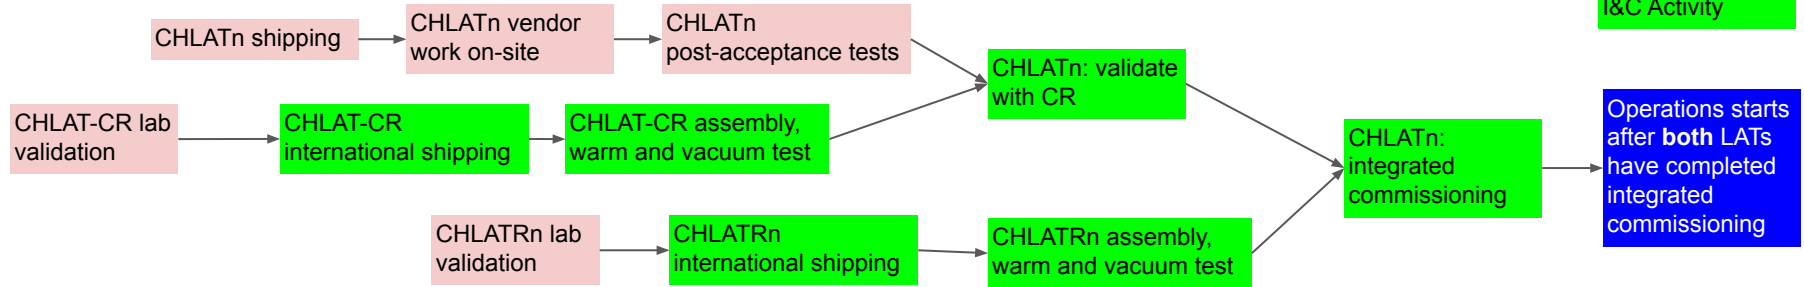 I&C Activity
CHLATn shipping
CHLATn vendor
work on-site
CHLATn
post-acceptance tests
CHLATn: validate
with CR
CHLAT-CR lab
validation
CHLAT-CR
international shipping
CHLAT-CR assembly,
warm and vacuum test
CHLATn:
integrated
commissioning
Operations starts
after both LATs
have completed
integrated
commissioning
CHLATRn lab
validation
CHLATRn
international shipping
CHLATRn assembly,
warm and vacuum test